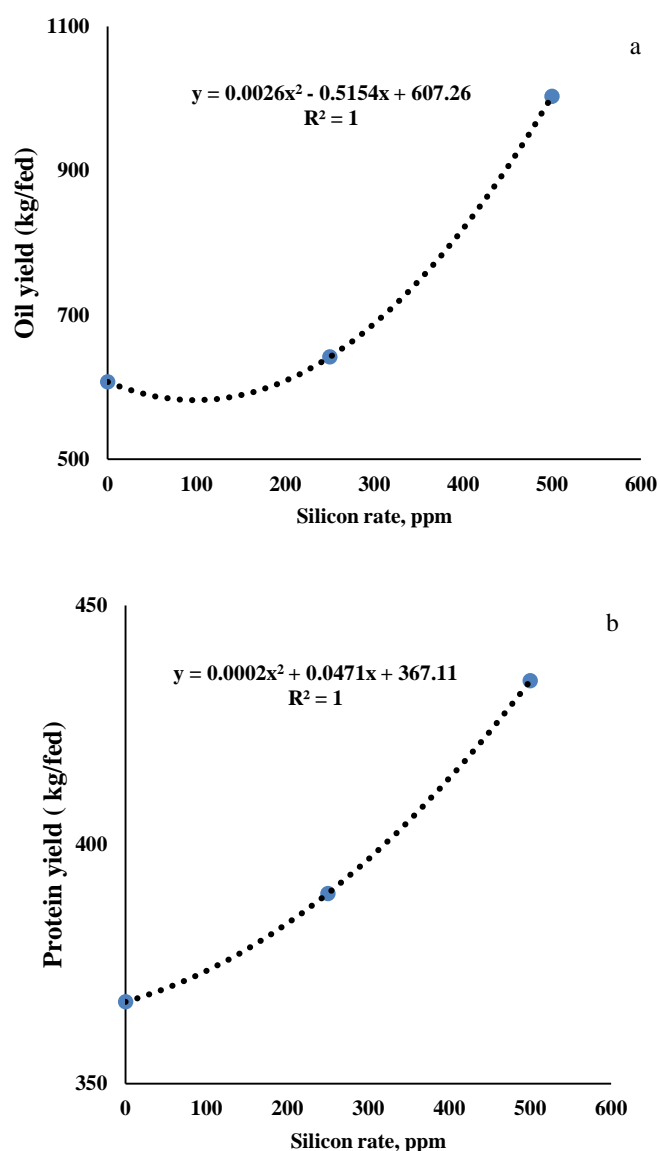 1100
a
y = 0.0026x² - 0.5154x + 607.26
R² = 1
900
Oil yield (kg/fed)
700
500
0 100 200 300 400 500 600
Silicon rate, ppm
450
b
y = 0.0002x² + 0.0471x + 367.11
R² = 1
Protein yield ( kg/fed)
400
350
0 100 200 300 400 500 600
Silicon rate, ppm